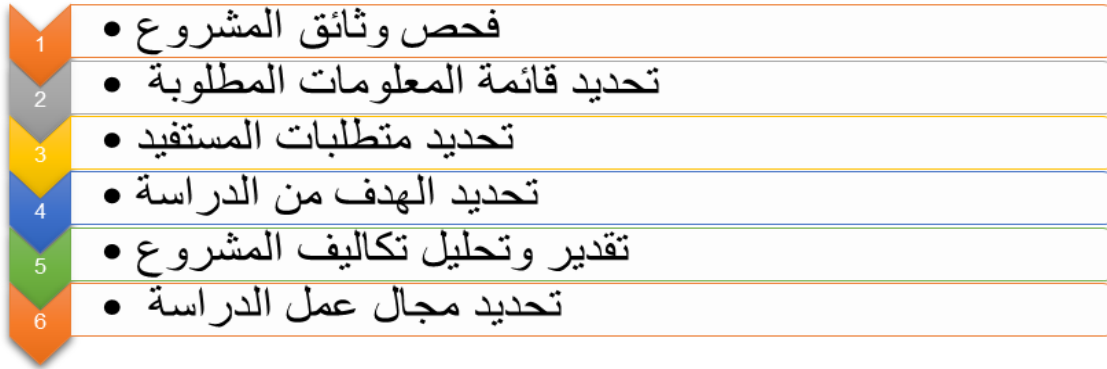 1
• فحص وثائق المشروع
2
• تحديد قائمة المعلومات المطلوبة
3
• تحديد متطلبات المستفيد
4
• تحديد الهدف من الدراسة
5
• تقدير وتحليل تكاليف المشروع
6
• تحديد مجال عمل الدراسة